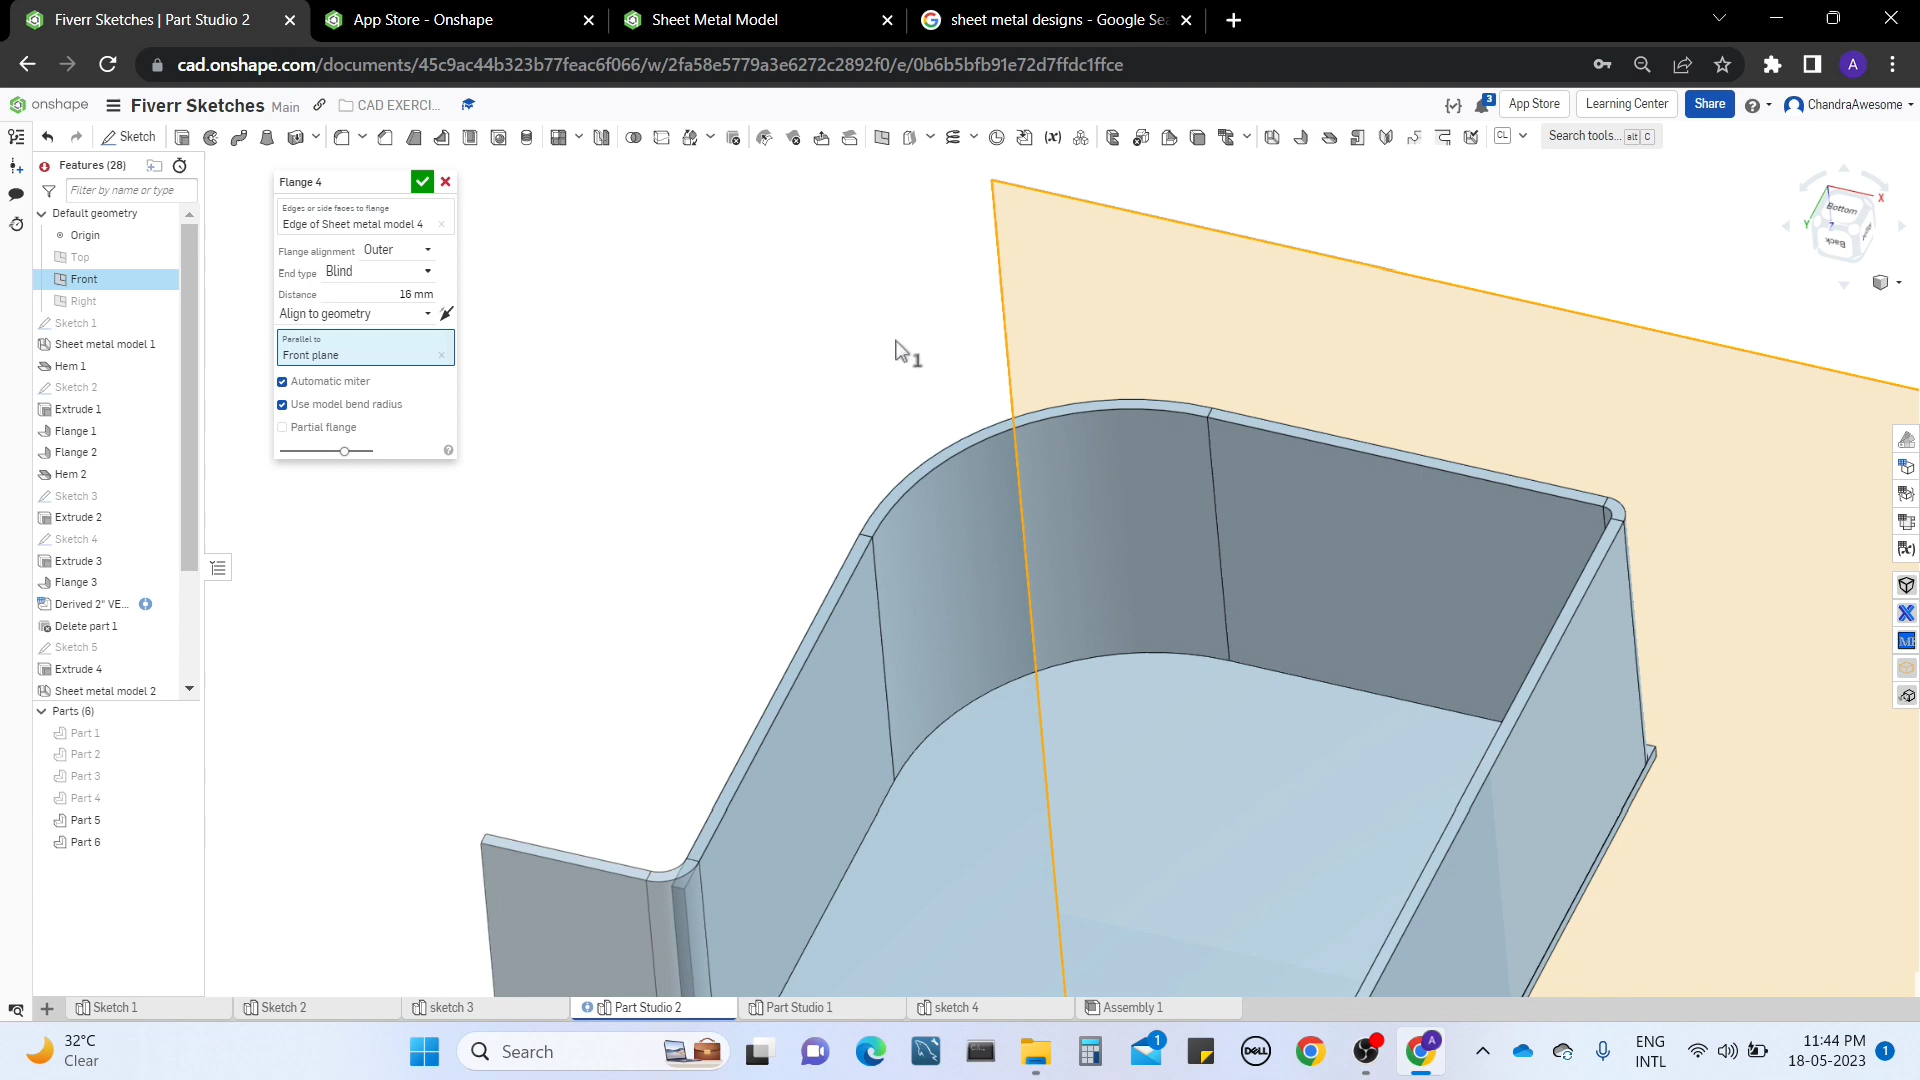 Fiverr Sketches | Part Studio 2
App Store - Onshape
Sheet Metal Model
sheet metal designs - Google Sea
cad.onshape.com/documents/45c9ac44b323b77feac6f066/w/2fa58e5779a3e6272c2892f0/e/0b6b5bfb91e72d7ffdc1ffce
A
onshape
Fiverr Sketches Main
CAD EXERCI...
3
App Store
Learning Center
Share
ChandraAwesome
Sketch
CL
Search tools... alt C
Features (28)
Filter by name or type
Default geometry
Origin
Top
Front
Right
Sketch 1
Sheet metal model 1
Hem 1
Sketch 2
Extrude 1
Flange 1
Flange 2
Hem 2
Sketch 3
Extrude 2
Sketch 4
Extrude 3
Flange 3
Derived 2" VE...
Delete part 1
Sketch 5
Extrude 4
Sheet metal model 2
Parts (6)
Part 1
Part 2
Part 3
Part 4
Part 5
Part 6
Flange 4
Edges or side faces to flange
Edge of Sheet metal model 4
Flange alignment Outer
End type Blind
Distance 16 mm
Align to geometry
Parallel to
Front plane
Automatic miter
Use model bend radius
Partial flange
1
Bottom
Back
X
Y
Z
Sketch 1
Sketch 2
sketch 3
Part Studio 2
Part Studio 1
sketch 4
Assembly 1
32°C
Clear
Search
1
DELL
A
ENG
INTL
11:44 PM
18-05-2023
1